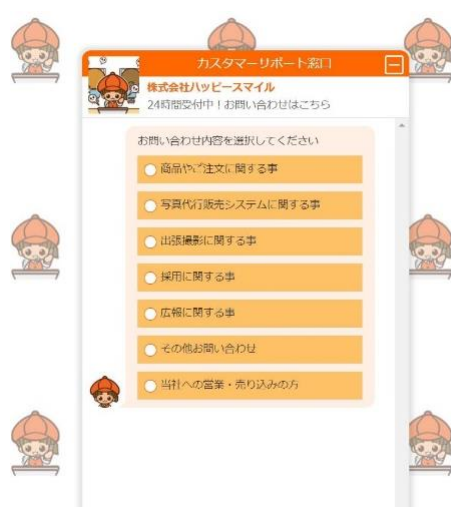 カスタマーリポート窓口
株式会社ハッピースマイル
24時間受付中！お問い合わせはこちら
お問い合わせ内容を選択してください
商品やご注文に関する事
写真代行販売システムに関する事
出張撮影に関する事
採用に関する事
広報に関する事
その他お問い合わせ
当社への営業・売り込みの方